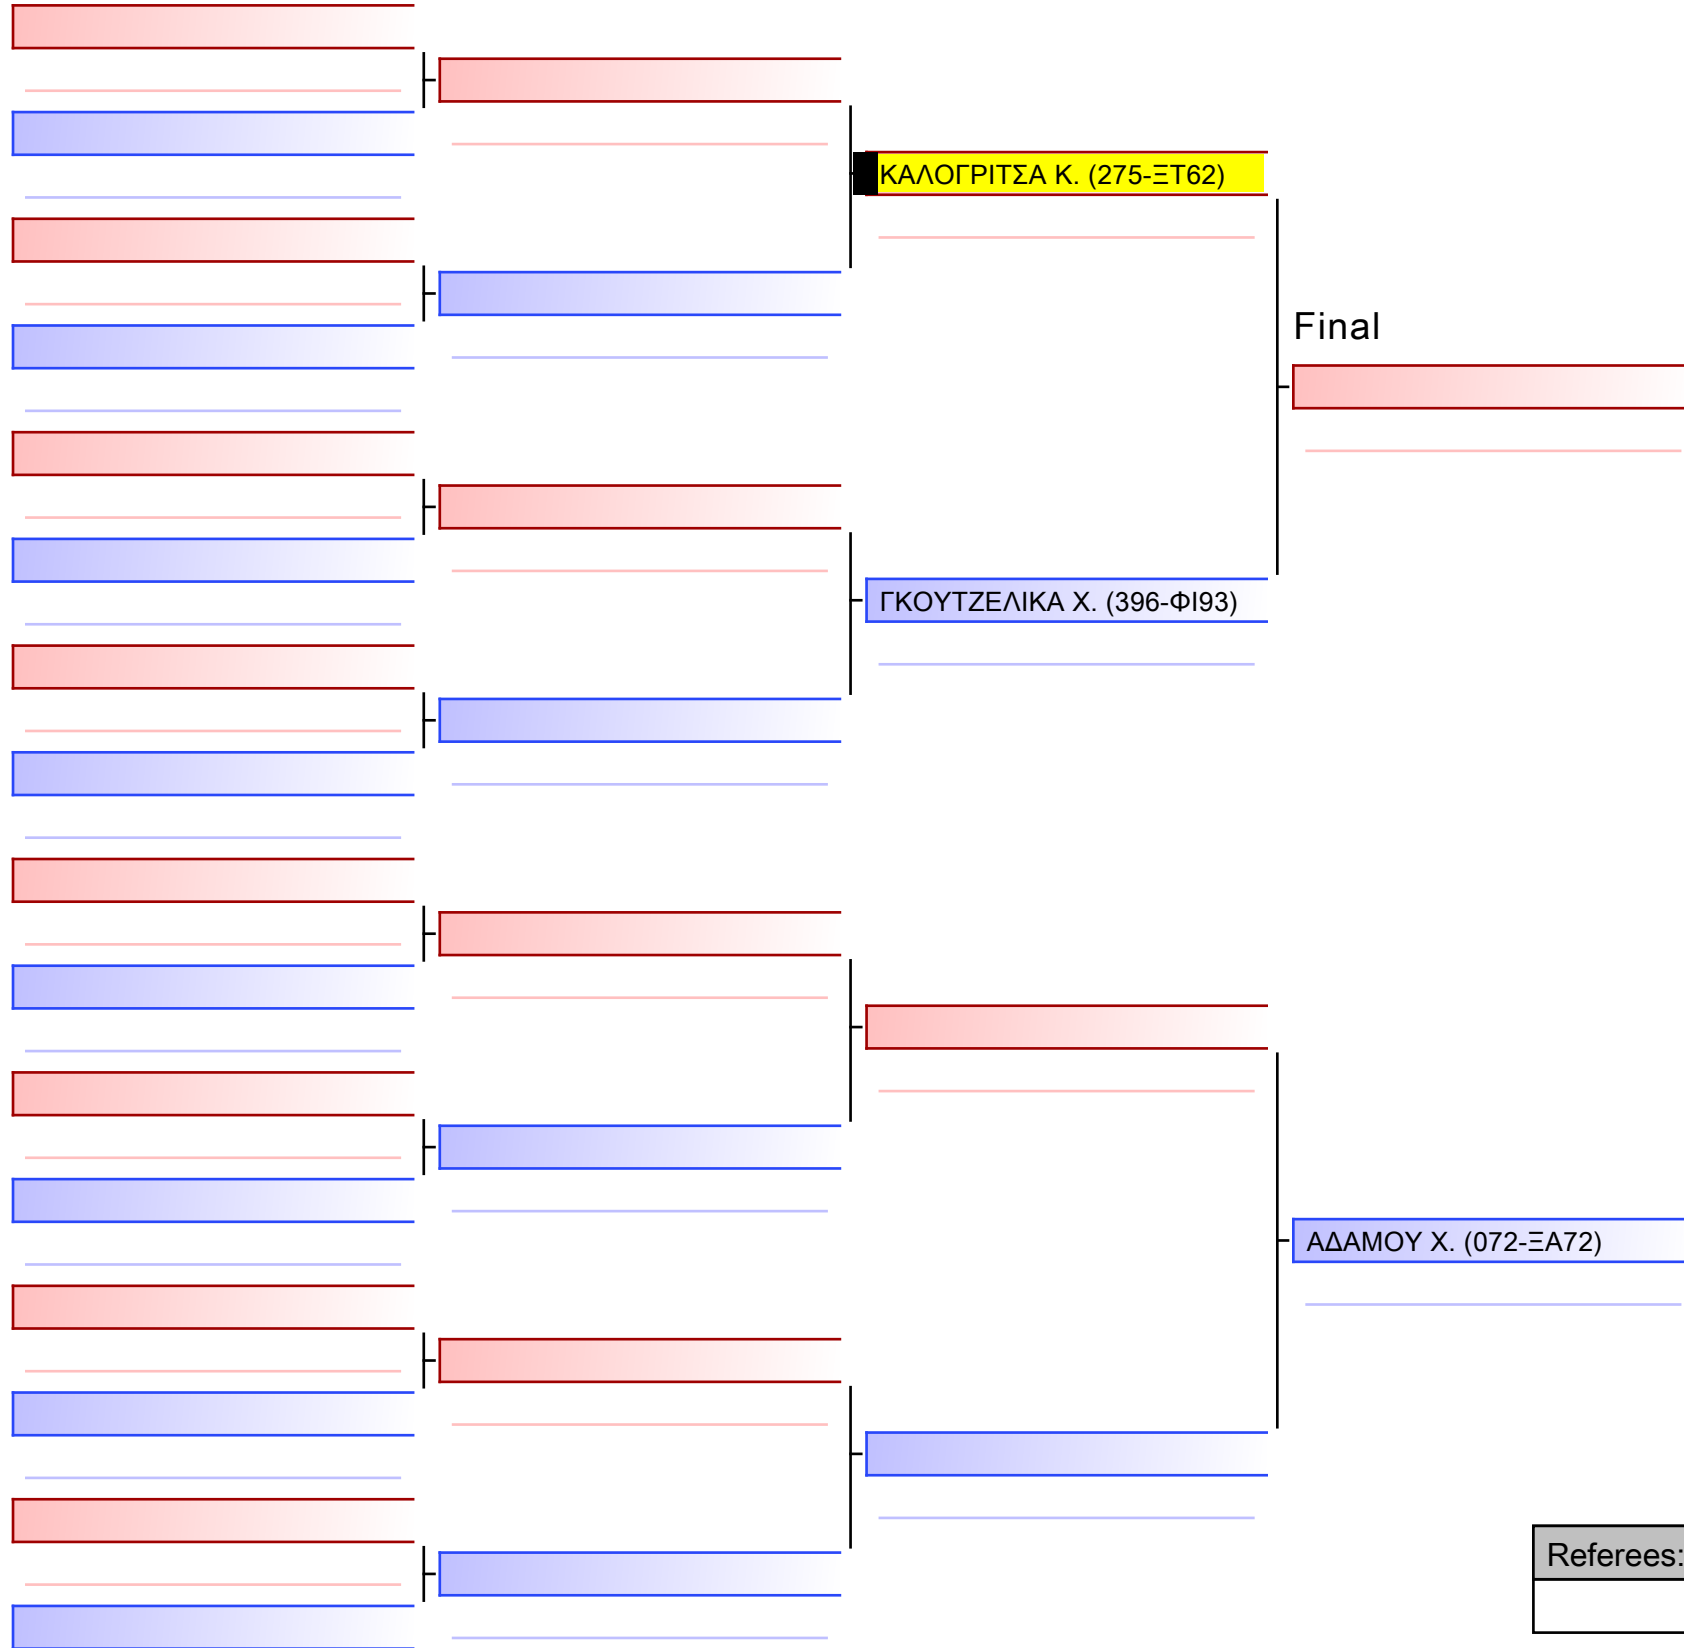 ΚΑΛΟΓΡΙΤΣΑ Κ. (275-ΞΤ62)
Final
ΓΚΟΥΤΖΕΛΙΚΑ Χ. (396-ΦΙ93)
ΑΔΑΜΟΥ Χ. (072-ΞΑ72)
Referees: